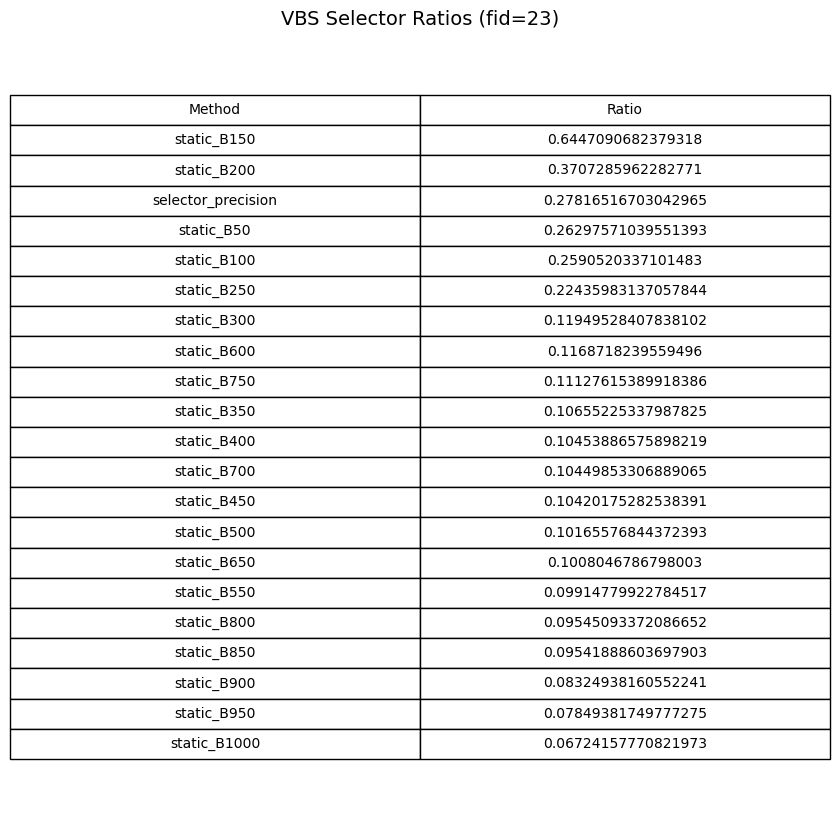 VBS Selector Ratios (fid=23)
Method Ratio
static_B150 0.6447090682379318
static_B200 0.3707285962282771
selector_precision 0.27816516703042965
static_B50 0.26297571039551393
static_B100 0.2590520337101483
static_B250 0.22435983137057844
static_B300 0.11949528407838102
static_B600 0.1168718239559496
static_B750 0.11127615389918386
static_B350 0.10655225337987825
static_B400 0.10453886575898219
static_B700 0.10449853306889065
static_B450 0.10420175282538391
static_B500 0.10165576844372393
static_B650 0.1008046786798003
static_B550 0.09914779922784517
static_B800 0.09545093372086652
static_B850 0.09541888603697903
static_B900 0.08324938160552241
static_B950 0.07849381749777275
static_B1000 0.06724157770821973